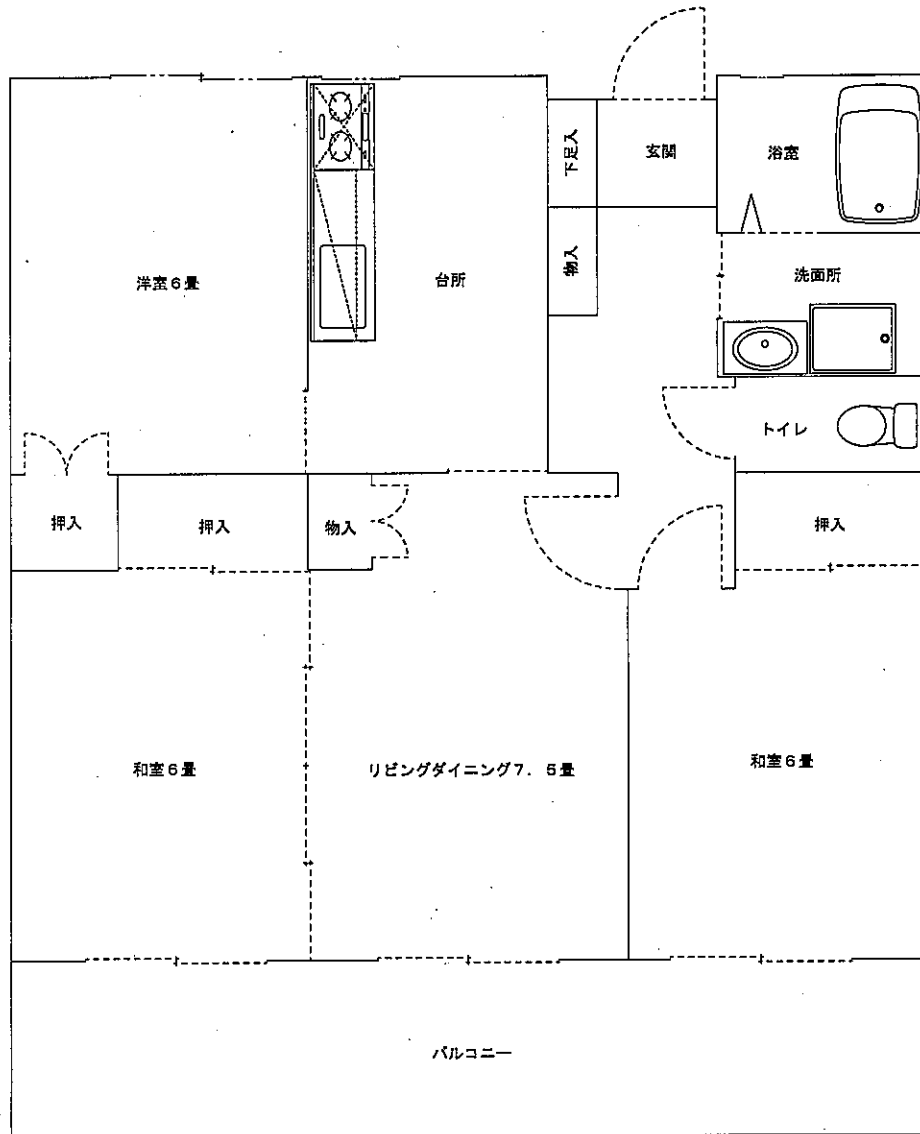 下足入
玄関
浴室
物入
洋室6畳
台所
洗面所
トイレ
押入
押入
物入
押入
和室6畳
リビングダイニング7.5畳
和室6畳
バルコニー